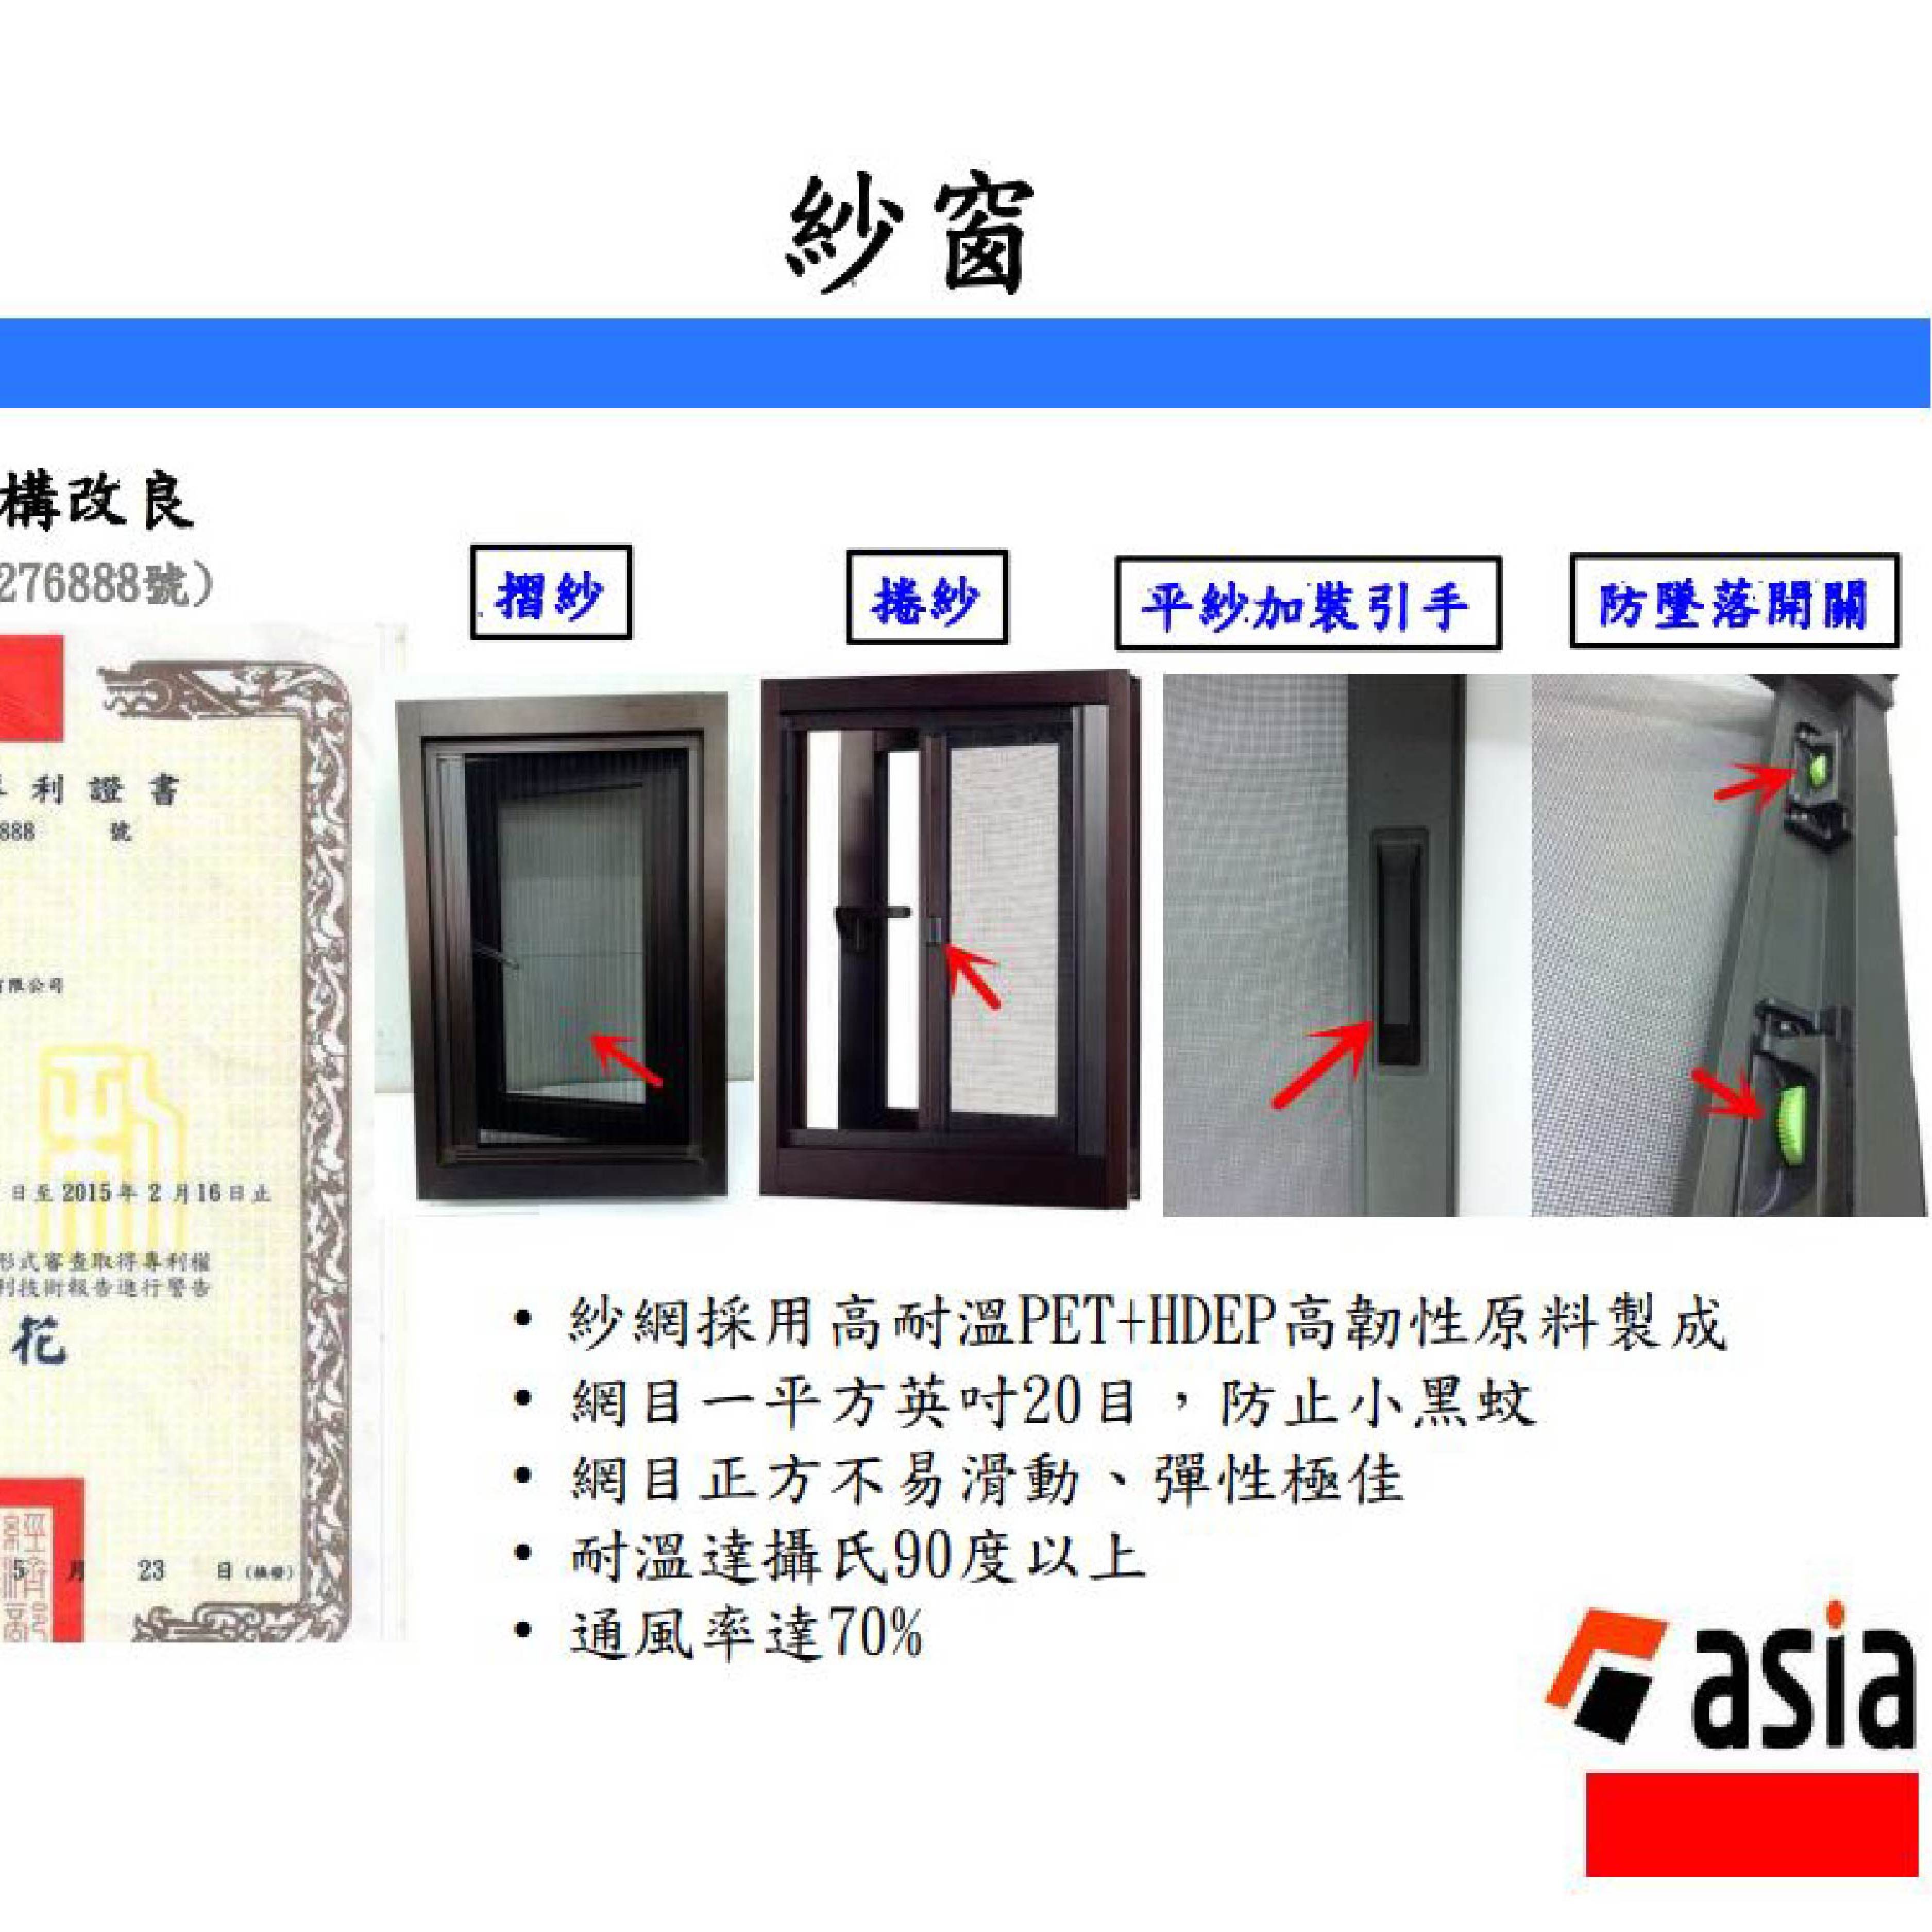 紗窗
構改良
276888號)
摺紗
捲紗
平紗加裝引手
防墜落開關
利證書
888 號
有限公司
日至2015年2月16日止
形式審查取得專利權
利技術報告進行警告
花
5月 23 日
• 紗網採用高耐溫PET+HDEP高韌性原料製成
• 網目一平方英吋20目，防止小黑蚊
• 網目正方不易滑動、彈性極佳
• 耐溫達攝氏90度以上
• 通風率達70%
asia